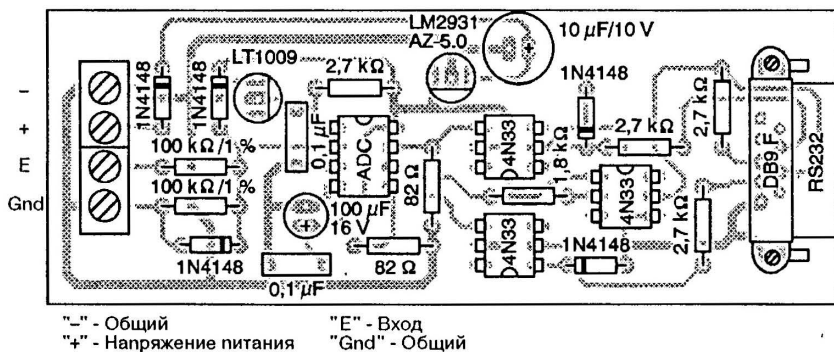 LM2931
AZ-5.0
10 µF/10 V
LT1009
2,7 kΩ
1N4148
1N4148
1N4148
2,7 kΩ
2,7 kΩ
–
+
E
Gnd
100 kΩ/1 %
100 kΩ/1 %
0,1 µF
ADC
4N33
1,8 kΩ
82 Ω
4N33
DB9 F
RS232
100 µF
16 V
4N33
2,7 kΩ
1N4148
82 Ω
1N4148
0,1 µF
"–" - Общий
"+" - Напряжение питания
"E" - Вход
"Gnd" - Общий